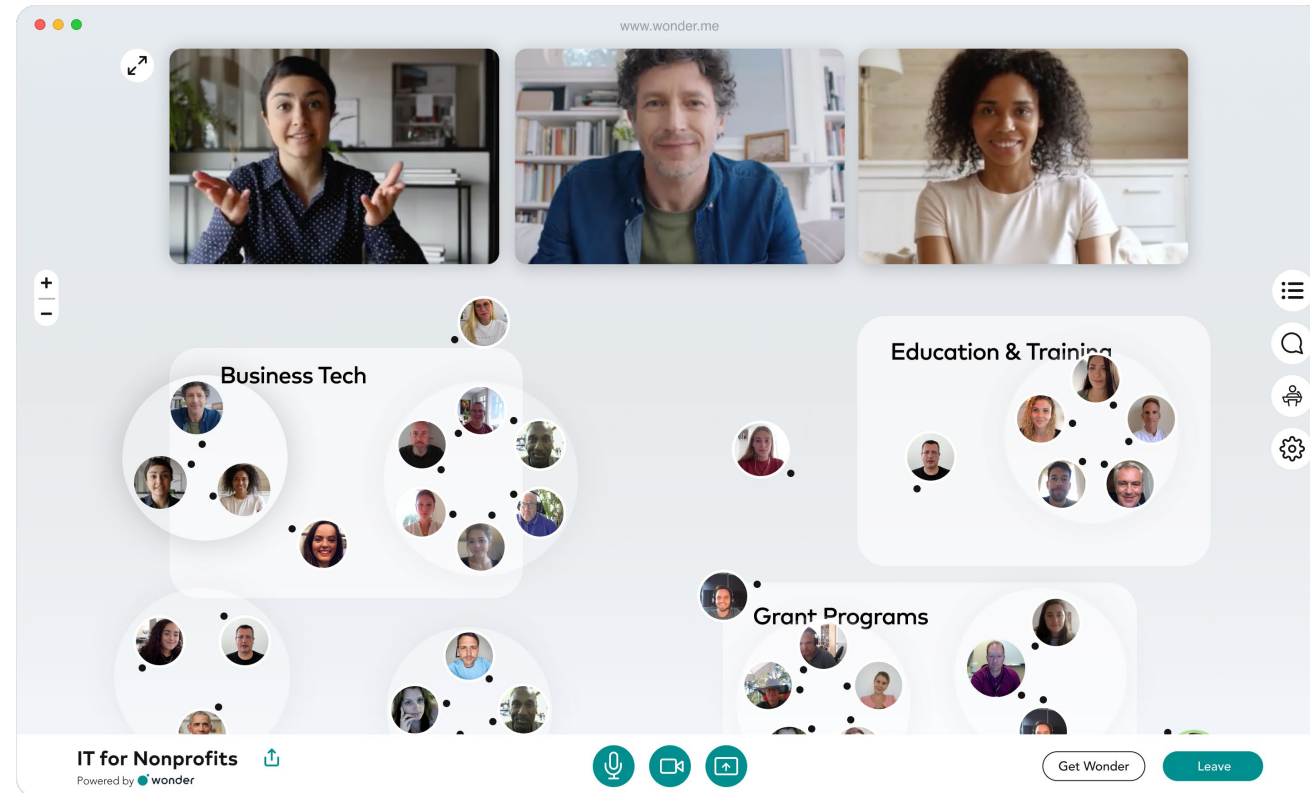 www.wonder.me
Business Tech
Education & Training
Grant Programs
IT for Nonprofits
Powered by wonder
Get Wonder
Leave